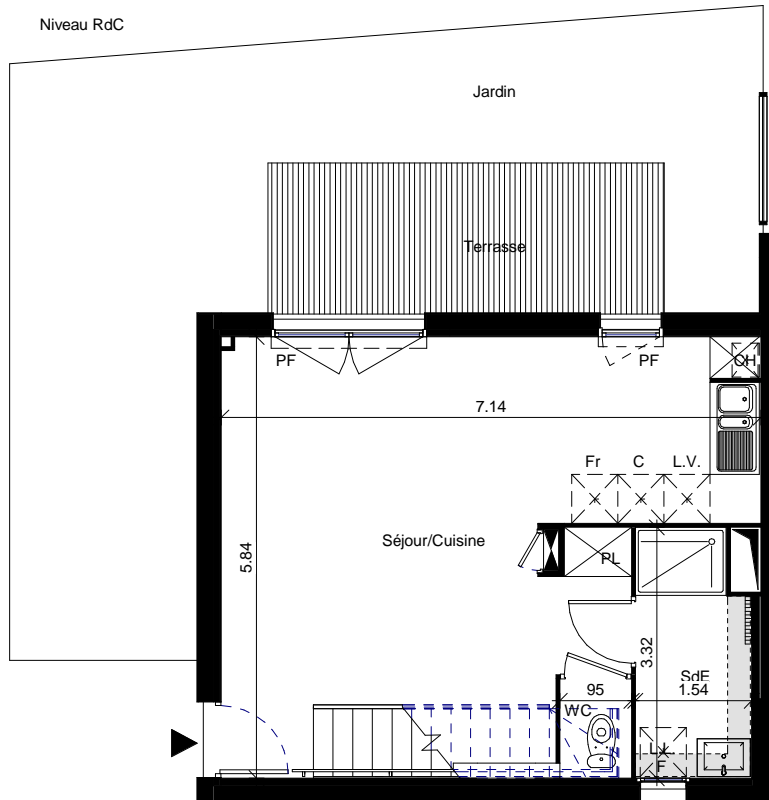 Niveau RdC
Jardin
Terrasse
PF
PF
CH
7.14
Fr
C
L.V.
Séjour/Cuisine
5.84
PL
3.32
SdE
95
1.54
WC
F